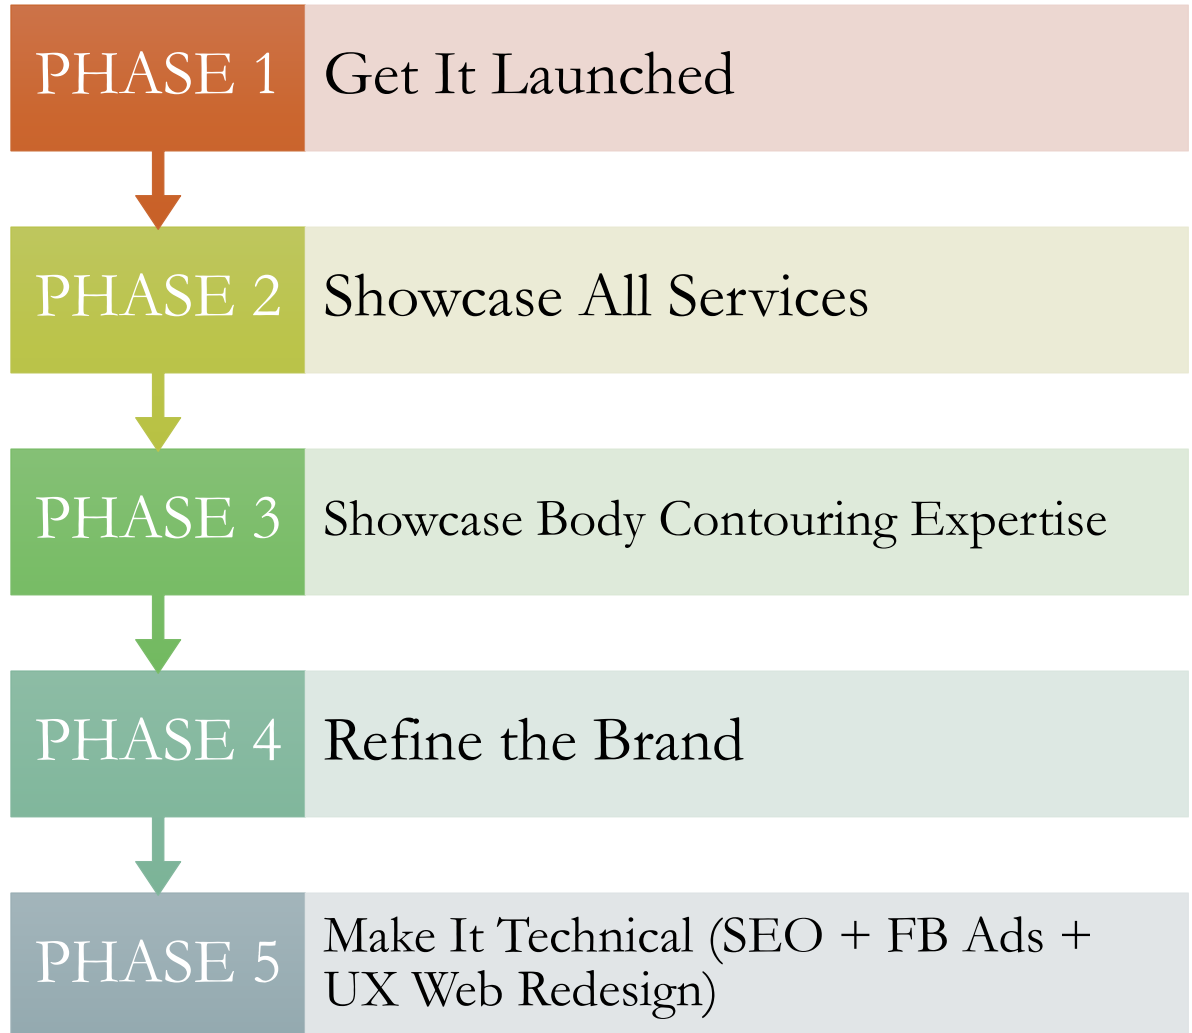 PHASE 1
Get It Launched
PHASE 2
Showcase All Services
PHASE 3
Showcase Body Contouring Expertise
PHASE 4
Refine the Brand
PHASE 5
Make It Technical (SEO + FB Ads +
UX Web Redesign)